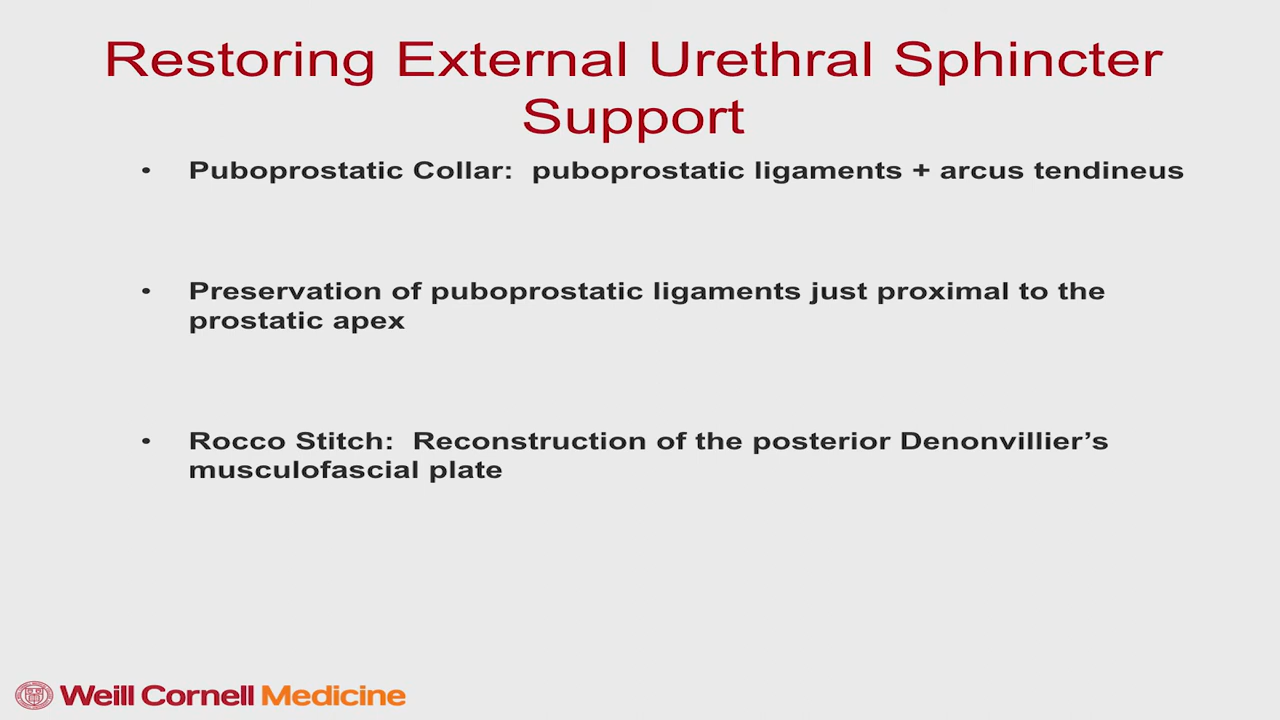 Restoring External Urethral Sphincter
Support
• Puboprostatic Collar: puboprostatic ligaments + arcus tendineus
• Preservation of puboprostatic ligaments just proximal to the
prostatic apex
• Rocco Stitch: Reconstruction of the posterior Denonvillier’s
musculofascial plate
Weill Cornell Medicine